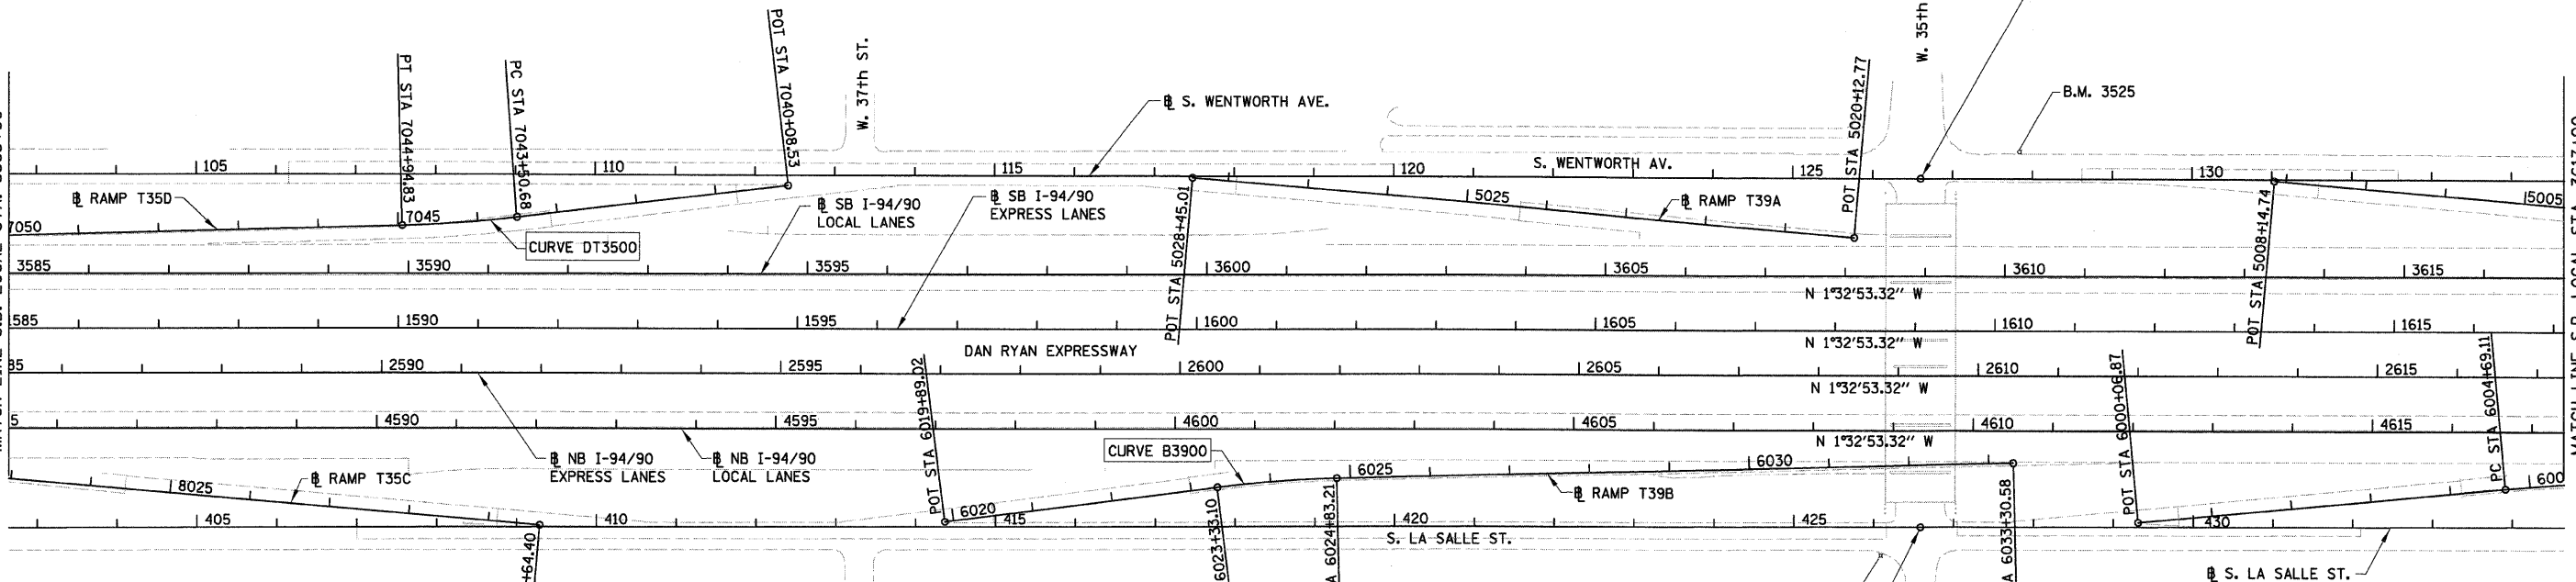 PT STA 7044+94.83
PC STA 7043+50.68
POT STA 7040+08.53
W. 37th ST.
℄ S. WENTWORTH AVE.
POT STA 5020+12.77
W. 35th
B.M. 3525
105
110
115
120
S. WENTWORTH AV.
125
130
℄ RAMP T35D
7050
7045
CURVE DT3500
℄ SB I-94/90
LOCAL LANES
℄ SB I-94/90
EXPRESS LANES
POT STA 5028+45.01
5025
℄ RAMP T39A
POT STA 5008+14.74
5005
3585
3590
3595
3600
3605
3610
3615
N 1°32'53.32" W
585
1590
1595
1600
1605
1610
1615
DAN RYAN EXPRESSWAY
N 1°32'53.32" W
85
2590
2595
2600
2605
2610
2615
N 1°32'53.32" W
5
4590
4595
4600
4605
4610
4615
N 1°32'53.32" W
℄ NB I-94/90
EXPRESS LANES
℄ NB I-94/90
LOCAL LANES
POT STA 6019+89.02
CURVE B3900
6020
6025
6030
℄ RAMP T39B
POT STA 6000+06.87
PC STA 6004+69.11
600
℄ RAMP T35C
8025
405
410
415
420
425
430
+64.40
6023+33.10
A 6024+83.21
A 6033+30.58
S. LA SALLE ST.
℄ S. LA SALLE ST.